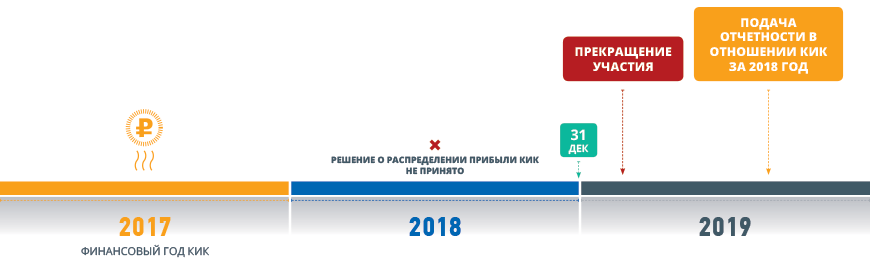 ПОДАЧА
ОТЧЕТНОСТИ В
ОТНОШЕНИИ КИК
ЗА 2018 ГОД
ПРЕКРАЩЕНИЕ
УЧАСТИЯ
₽
31
ДЕК
РЕШЕНИЕ О РАСПРЕДЕЛЕНИИ ПРИБЫЛИ КИК
НЕ ПРИНЯТО
2017
2018
2019
ФИНАНСОВЫЙ ГОД КИК